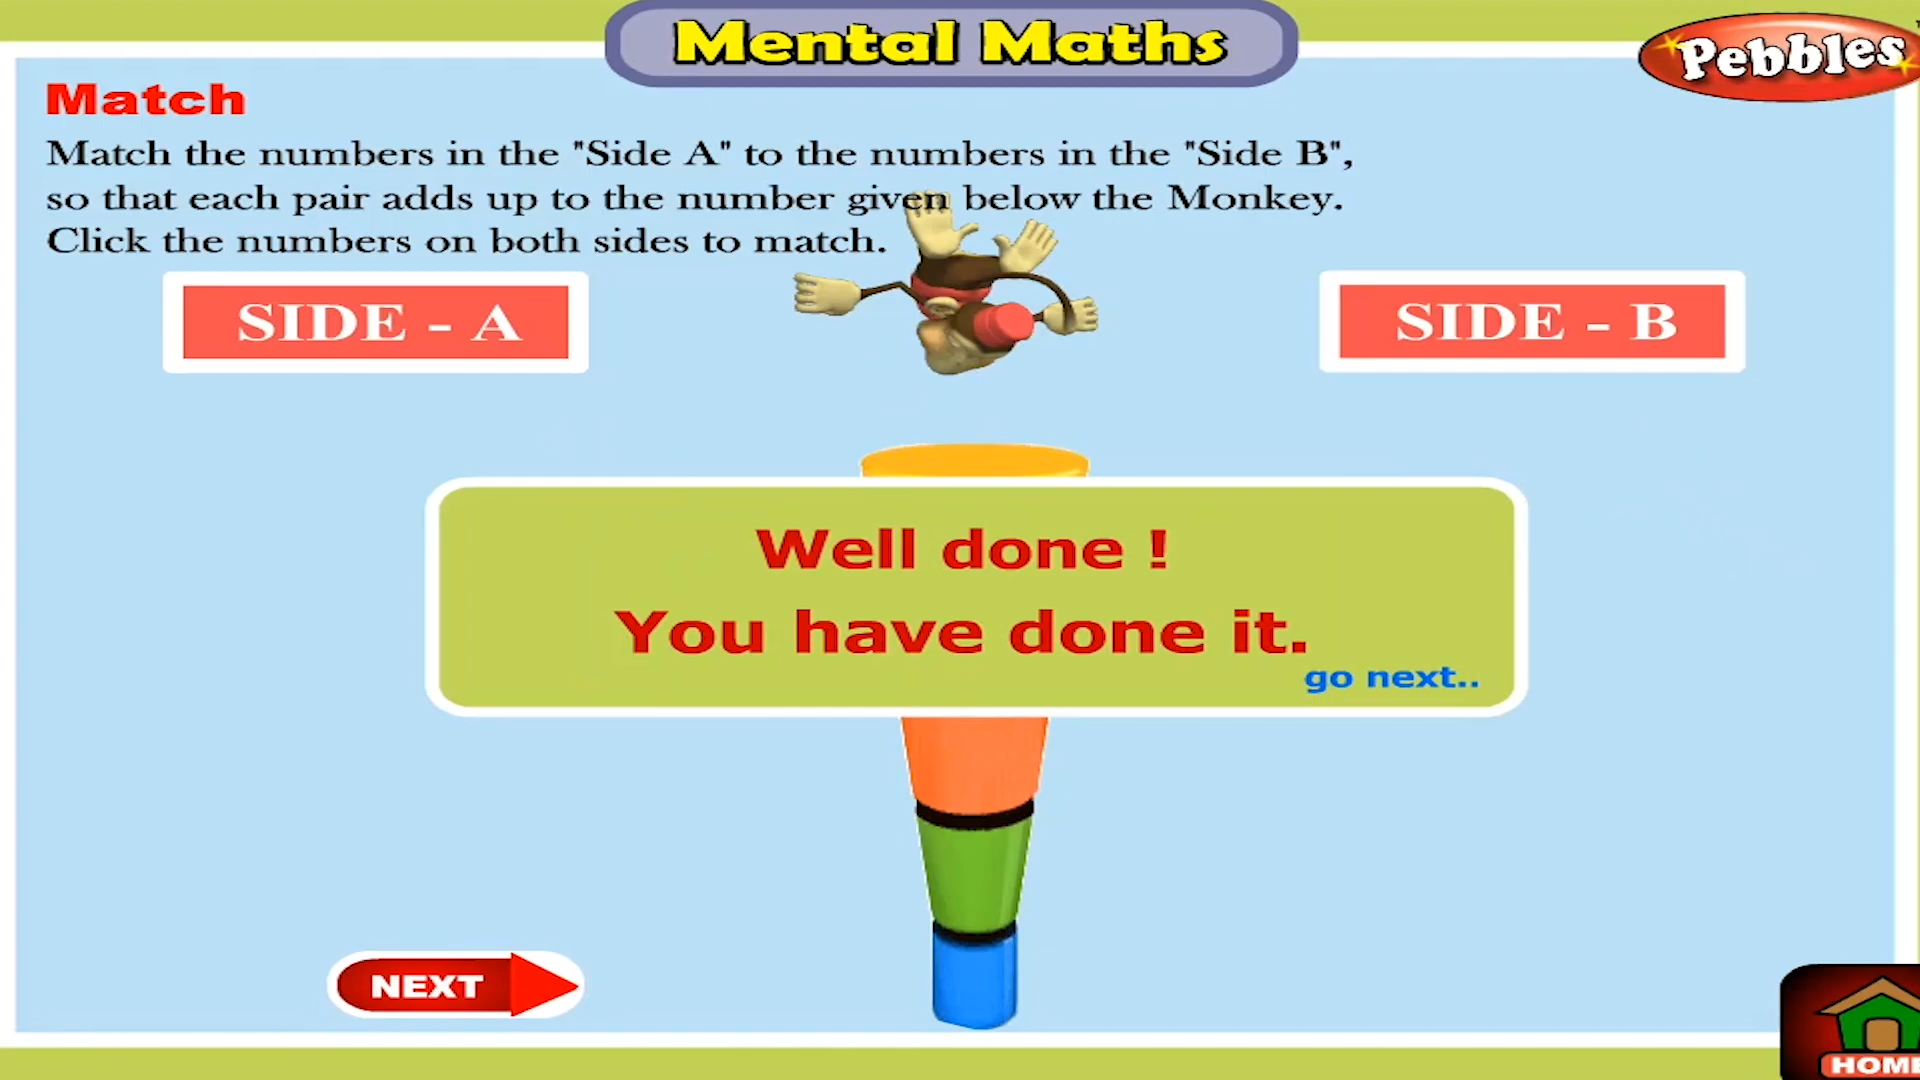 Mental Maths
Pebbles
Match
Match the numbers in the "Side A" to the numbers in the "Side B",
so that each pair adds up to the number given below the Monkey.
Click the numbers on both sides to match.
SIDE - A
SIDE - B
Well done !
You have done it.
go next..
NEXT
HOME